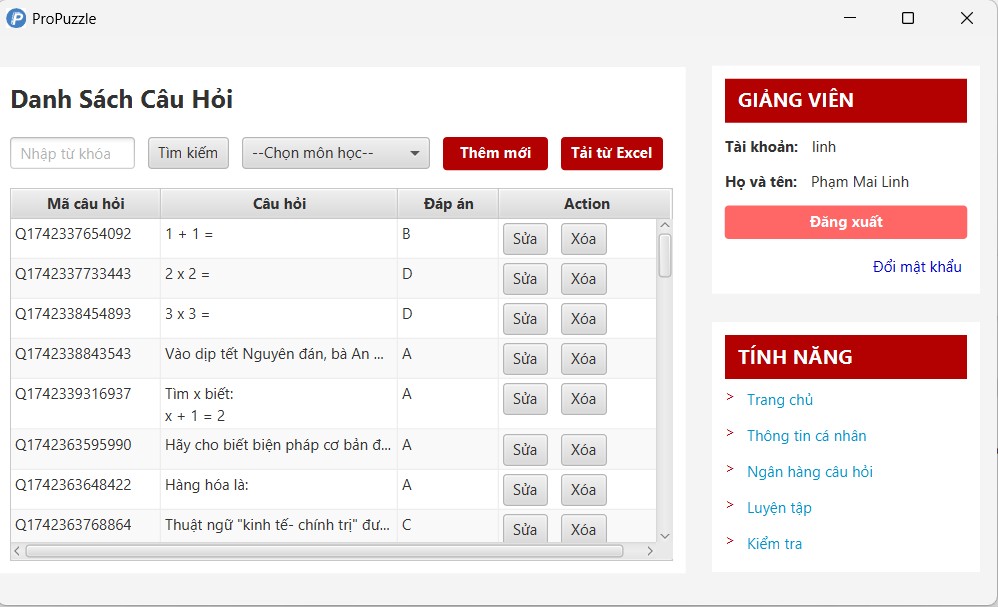 ProPuzzle
Danh Sách Câu Hỏi
Nhập từ khóa
Tìm kiếm
--Chọn môn học--
Thêm mới
Tải từ Excel
Mã câu hỏi Câu hỏi Đáp án Action
Q1742337654092 1 + 1 = B Sửa Xóa
Q1742337733443 2 x 2 = D Sửa Xóa
Q1742338454893 3 x 3 = D Sửa Xóa
Q1742338843543 Vào dịp tết Nguyên đán, bà An ... A Sửa Xóa
Q1742339316937 Tìm x biết: A Sửa Xóa
x + 1 = 2
Q1742363595990 Hãy cho biết biện pháp cơ bản đ... A Sửa Xóa
Q1742363648422 Hàng hóa là: A Sửa Xóa
Q1742363768864 Thuật ngữ "kinh tế- chính trị" đư... C Sửa Xóa
GIẢNG VIÊN
Tài khoản: linh
Họ và tên: Phạm Mai Linh
Đăng xuất
Đổi mật khẩu
TÍNH NĂNG
> Trang chủ
> Thông tin cá nhân
> Ngân hàng câu hỏi
> Luyện tập
> Kiểm tra